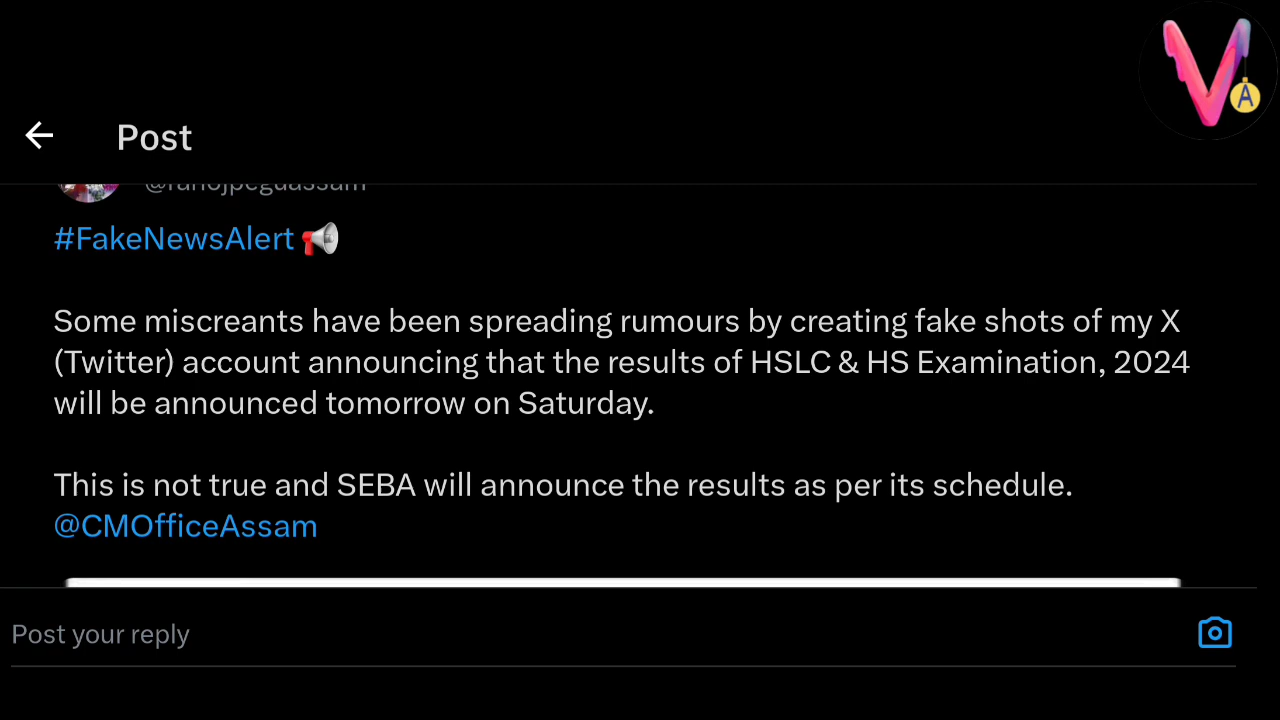 Post
@ranojpeguassam
#FakeNewsAlert
Some miscreants have been spreading rumours by creating fake shots of my X
(Twitter) account announcing that the results of HSLC & HS Examination, 2024
will be announced tomorrow on Saturday.
This is not true and SEBA will announce the results as per its schedule.
@CMOfficeAssam
Post your reply
V
A